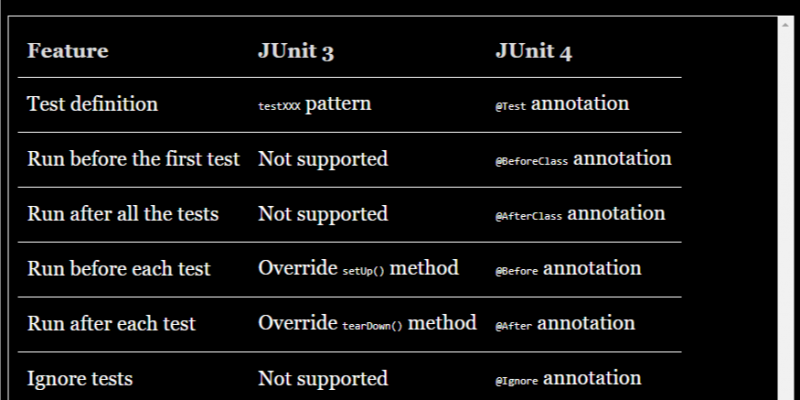 Feature JUnit 3 JUnit 4
Test definition testXXX pattern @Test annotation
Run before the first test Not supported @BeforeClass annotation
Run after all the tests Not supported @AfterClass annotation
Run before each test Override setUp() method @Before annotation
Run after each test Override tearDown() method @After annotation
Ignore tests Not supported @Ignore annotation